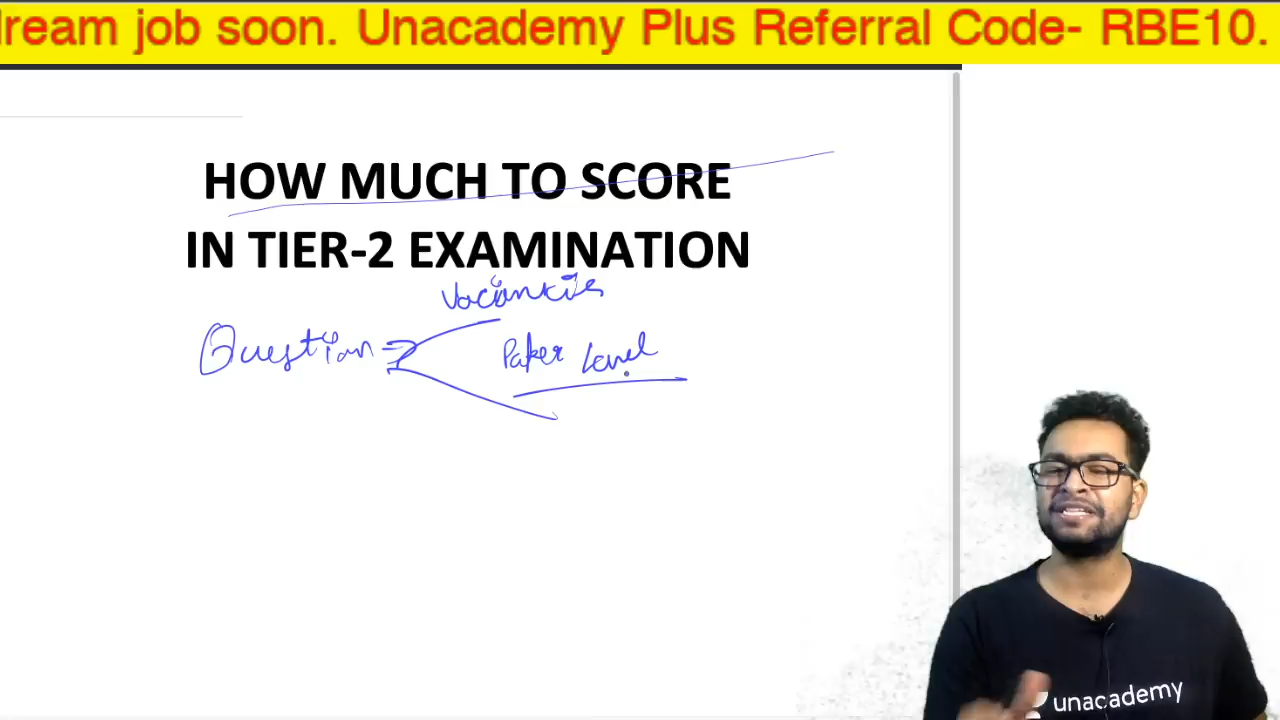 dream job soon. Unacademy Plus Referral Code- RBE10.
HOW MUCH TO SCORE
IN TIER-2 EXAMINATION
Vacancies
Question
Paper Level
unacademy